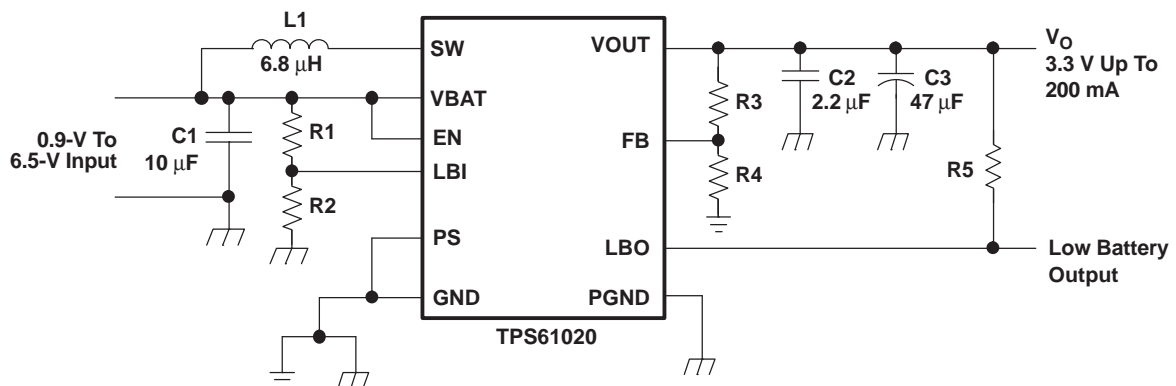 L1
6.8 µH
SW
VOUT
VO
3.3 V Up To
200 mA
VBAT
C2
2.2 µF
C3
47 µF
R3
0.9-V To
6.5-V Input
C1
10 µF
R1
EN
FB
LBI
R4
R5
R2
PS
LBO
Low Battery
Output
GND
PGND
TPS61020